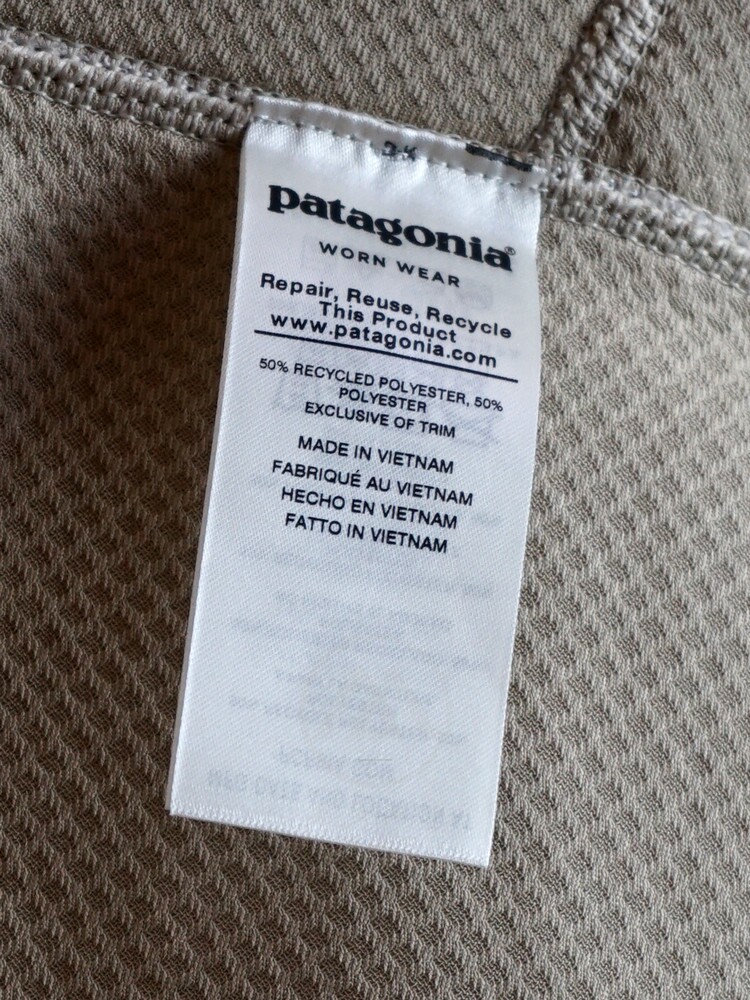 patagonia®
WORN WEAR
Repair, Reuse, Recycle
This Product
www.patagonia.com
50% RECYCLED POLYESTER, 50%
POLYESTER
EXCLUSIVE OF TRIM
MADE IN VIETNAM
FABRIQUÉ AU VIETNAM
HECHO EN VIETNAM
FATTO IN VIETNAM